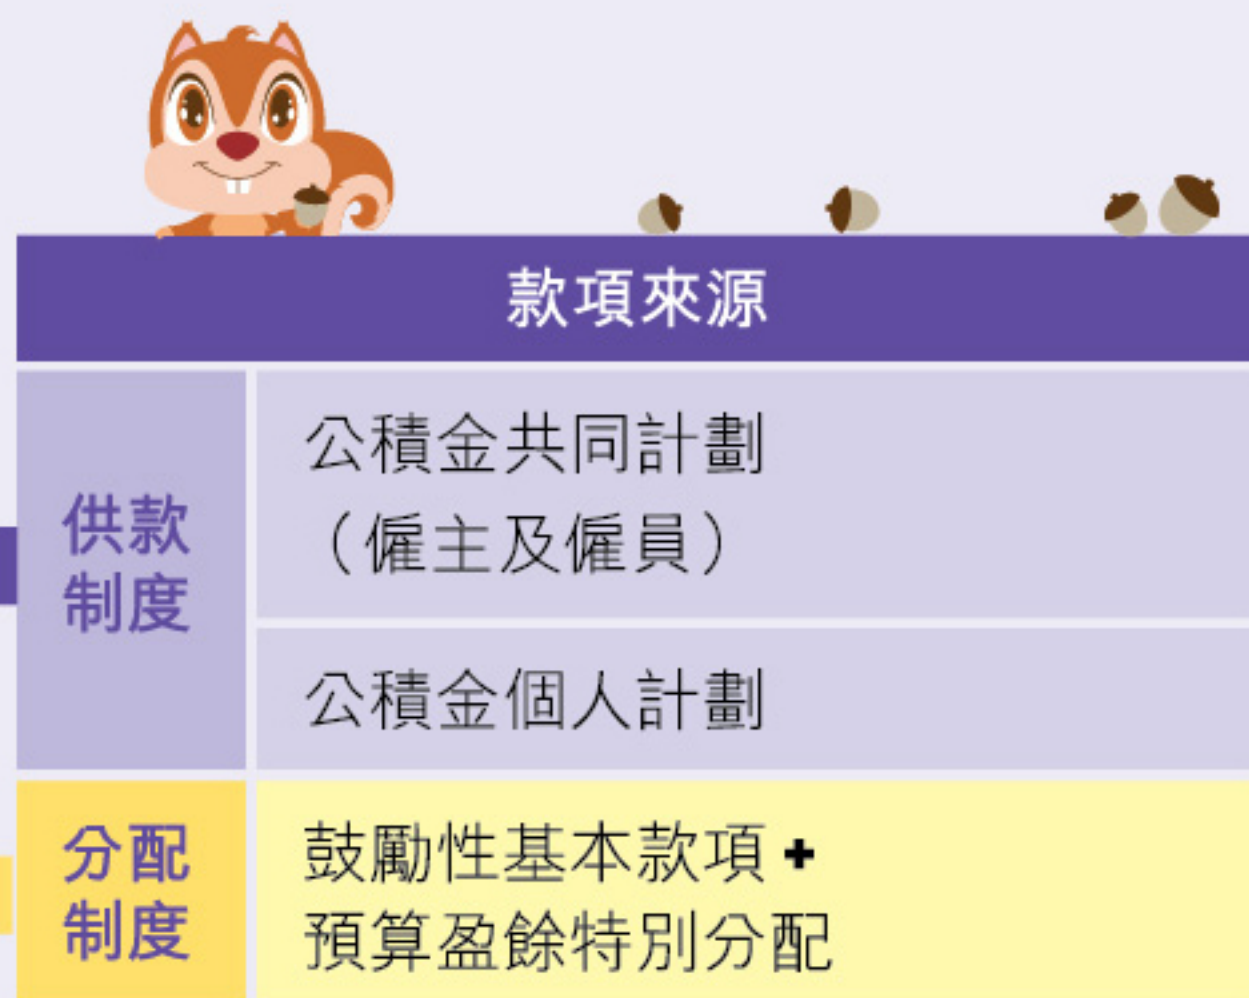 款項來源
供款
制度
公積金共同計劃
（僱主及僱員）
公積金個人計劃
分配
制度
鼓勵性基本款項 +
預算盈餘特別分配